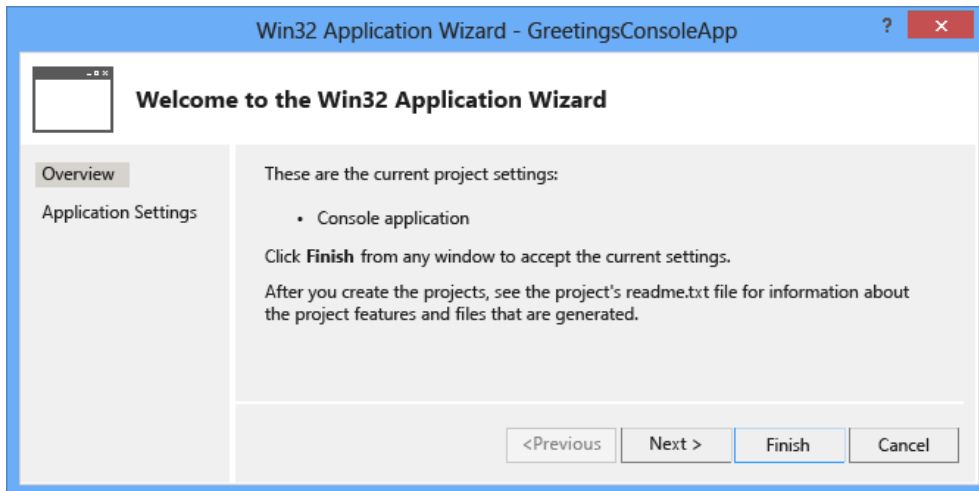 Win32 Application Wizard - GreetingsConsoleApp
?
Welcome to the Win32 Application Wizard
Overview
Application Settings
These are the current project settings:
• Console application
Click Finish from any window to accept the current settings.
After you create the projects, see the project's readme.txt file for information about
the project features and files that are generated.
<Previous
Next >
Finish
Cancel